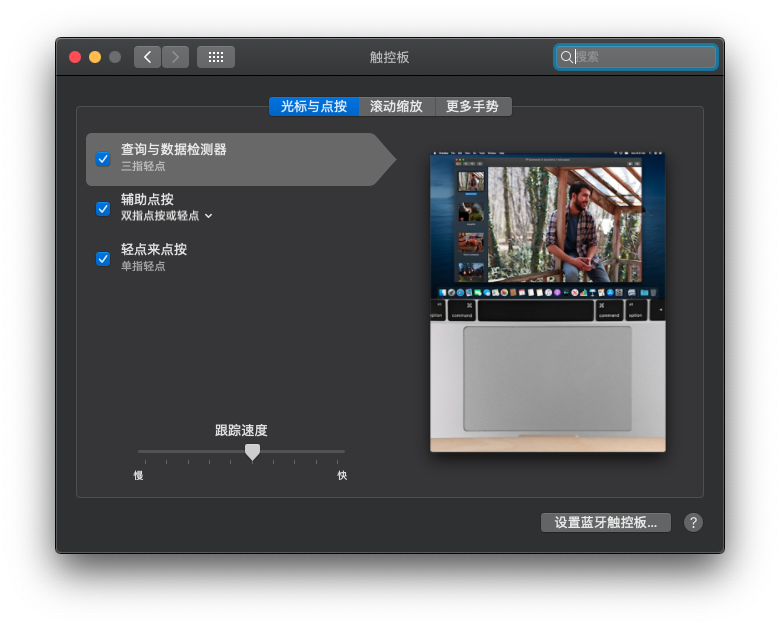 触控板
搜索
光标与点按
滚动缩放
更多手势
查询与数据检测器
三指轻点
辅助点按
双指点按或轻点
轻点来点按
单指轻点
跟踪速度
慢
快
command
command
option
设置蓝牙触控板...
?